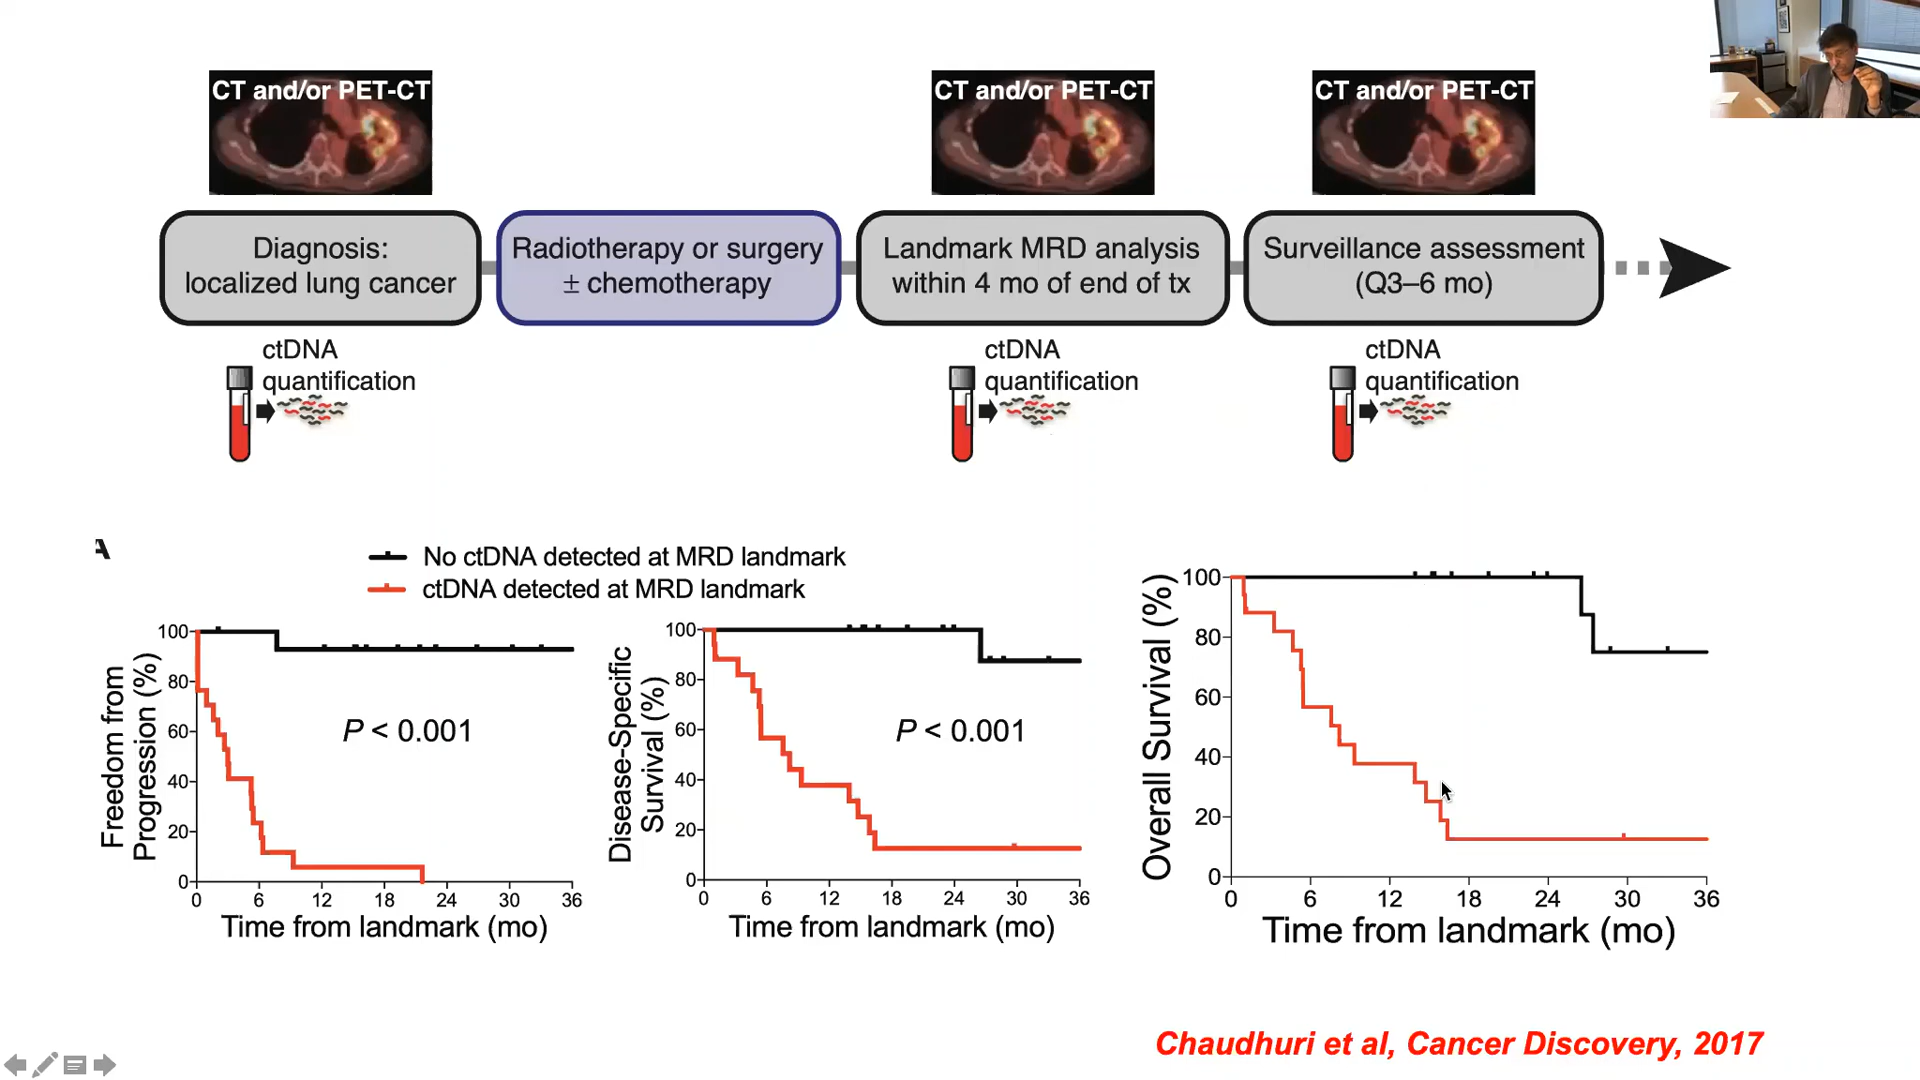 CT and/or PET-CT
CT and/or PET-CT
CT and/or PET-CT
Diagnosis:
localized lung cancer
Radiotherapy or surgery
± chemotherapy
Landmark MRD analysis
within 4 mo of end of tx
Surveillance assessment
(Q3–6 mo)
ctDNA
quantification
ctDNA
quantification
ctDNA
quantification
A
No ctDNA detected at MRD landmark
ctDNA detected at MRD landmark
Freedom from
Progression (%)
100
80
60
40
20
0
P < 0.001
0 6 12 18 24 30 36
Time from landmark (mo)
Disease-Specific
Survival (%)
100
80
60
40
20
0
P < 0.001
0 6 12 18 24 30 36
Time from landmark (mo)
Overall Survival (%)
100
80
60
40
20
0
0 6 12 18 24 30 36
Time from landmark (mo)
Chaudhuri et al, Cancer Discovery, 2017